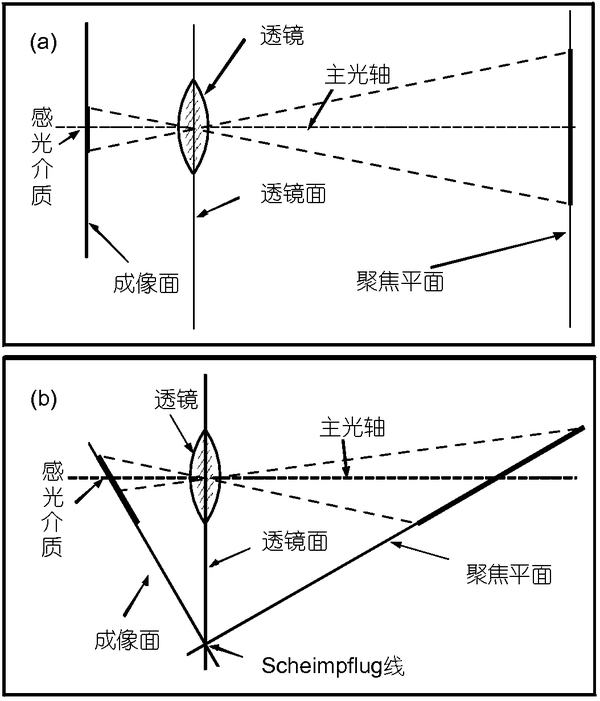 (a)
透镜
主光轴
感光介质
透镜面
成像面
聚焦平面
(b)
透镜
主光轴
感光介质
透镜面
聚焦平面
成像面
Scheimpflug线